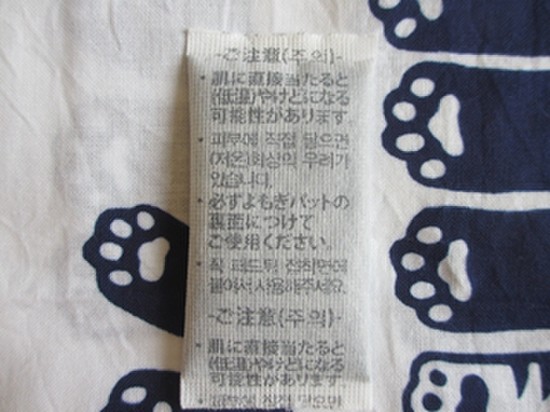 -ご注意(주의)-
・肌に直接当たると
(低温)やけどになる
可能性があります.
・피부에 직접 닿으면
(저온)화상의 우려가
있습니다.
・必ずよもぎパットの
裏面につけて
ご使用ください.
・패드뒤 접착면에
붙여서 사용해주세요.
-ご注意(주의)-
・肌に直接当たると
(低温)やけどになる
可能性があります
직접 닿으면